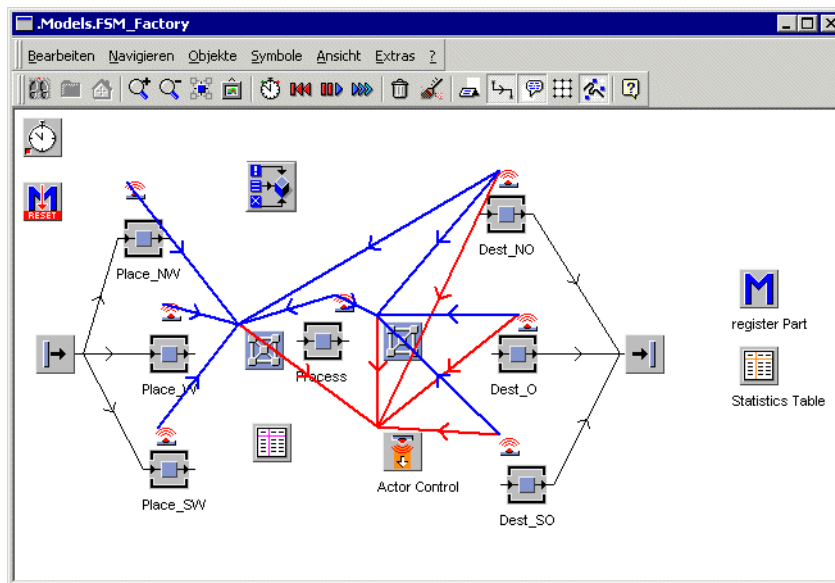 .Models.FSM_Factory
Bearbeiten Navigieren Objekte Symbole Ansicht Extras ?
M
RESET
Place_NW
Dest_NO
M
register Part
Process
Place_W
Dest_O
Statistics Table
Actor Control
Place_SW
Dest_SO